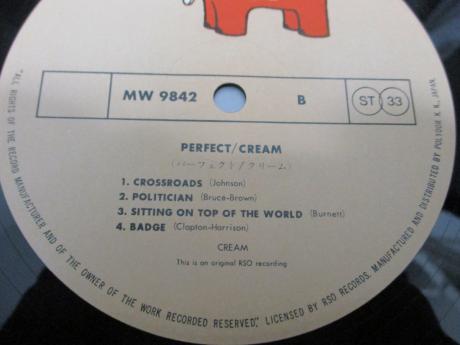 MW 9842 B ST 33
PERFECT/CREAM
(パーフェクト/クリーム)
1. CROSSROADS (Johnson)
2. POLITICIAN (Bruce-Brown)
3. SITTING ON TOP OF THE WORLD (Burnett)
4. BADGE (Clapton-Harrison)
CREAM
This is an original RSO recording
"ALL RIGHTS OF THE RECORD MANUFACTURER AND OF THE OWNER OF THE WORK RECORDED RESERVED", LICENSED BY RSO RECORDS. MANUFACTURED AND DISTRIBUTED BY POLYDOR K. K., JAPAN.